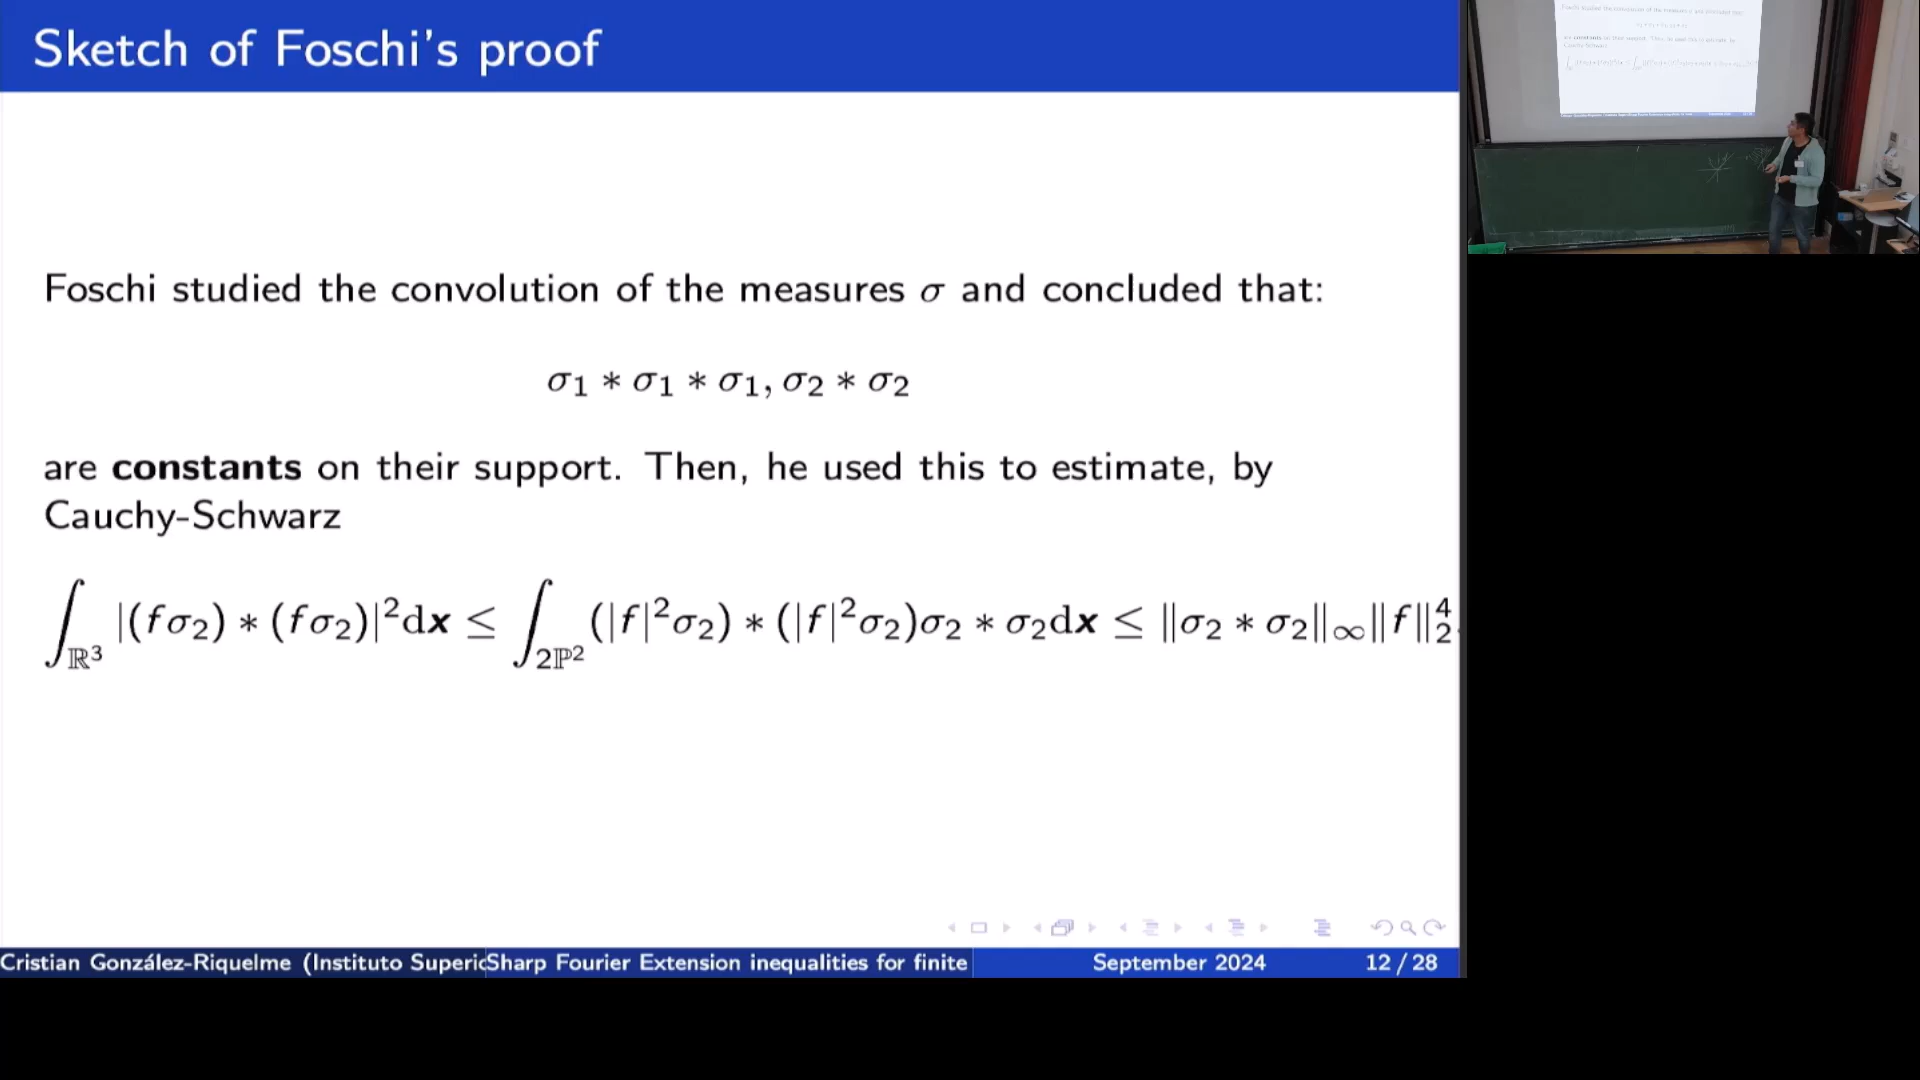 Sketch of Foschi's proof
Foschi studied the convolution of the measures σ and concluded that:
σ₁ ∗ σ₁ ∗ σ₁, σ₂ ∗ σ₂
are constants on their support. Then, he used this to estimate, by
Cauchy-Schwarz
∫_{ℝ³} |(fσ₂) ∗ (fσ₂)|²dx ≤ ∫_{2ℙ²} (|f|²σ₂) ∗ (|f|²σ₂)σ₂ ∗ σ₂dx ≤ ‖σ₂ ∗ σ₂‖_∞‖f‖₂⁴.
Cristian González-Riquelme (Instituto Superic Sharp Fourier Extension inequalities for finite September 2024 12 / 28